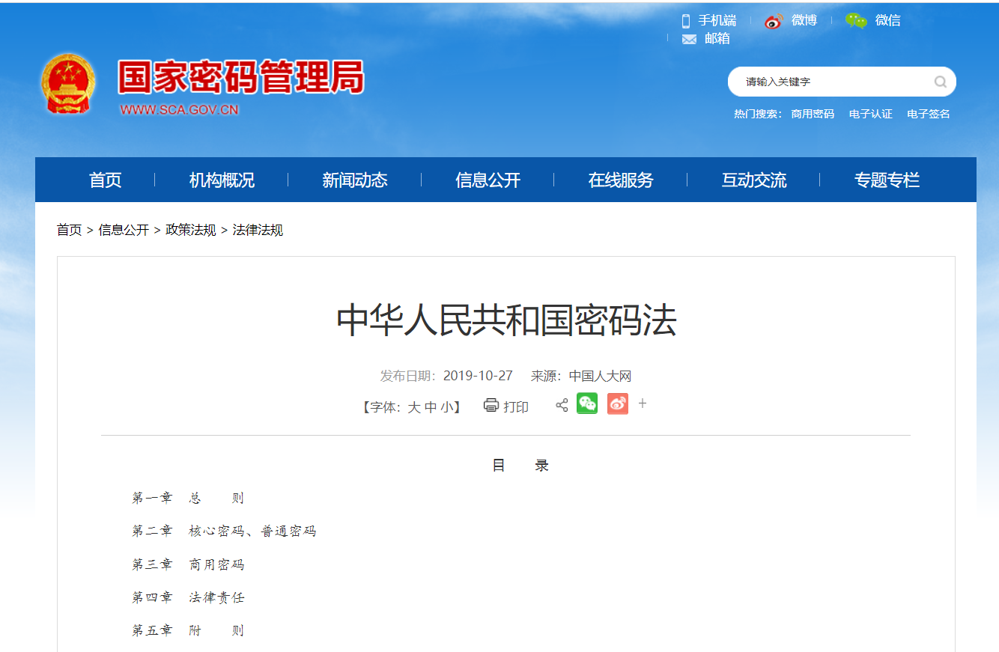 手机端 微博 微信
邮箱
国家密码管理局
WWW.SCA.GOV.CN
请输入关键字
热门搜索： 商用密码 电子认证 电子签名
首页 机构概况 新闻动态 信息公开 在线服务 互动交流 专题专栏
首页 > 信息公开 > 政策法规 > 法律法规
中华人民共和国密码法
发布日期：2019-10-27 来源：中国人大网
【字体：大 中 小】 打印 +
目 录
第一章 总 则
第二章 核心密码、普通密码
第三章 商用密码
第四章 法律责任
第五章 附 则